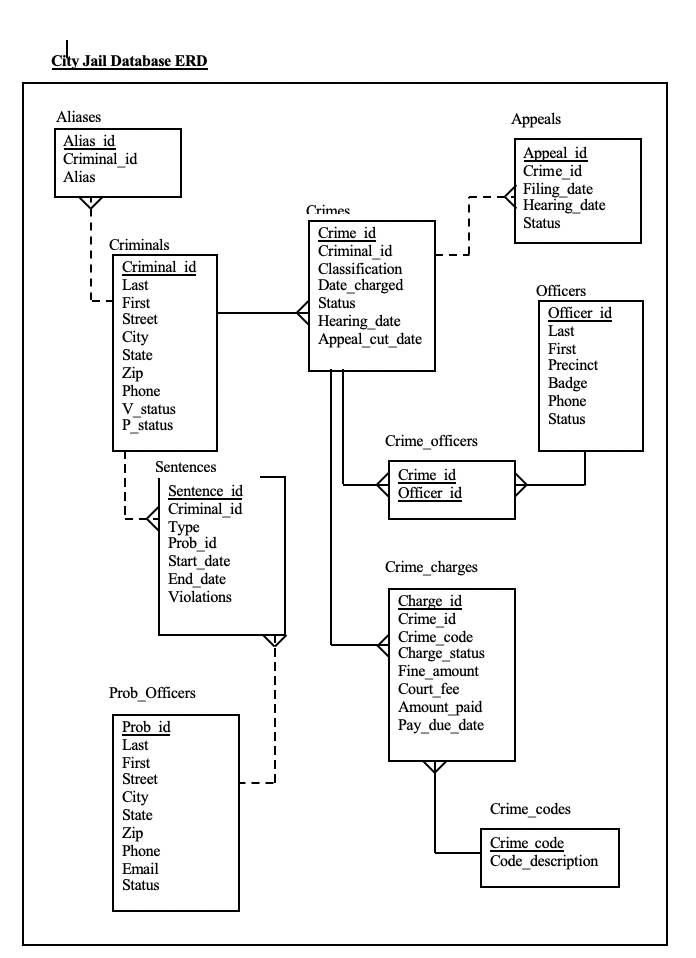 City Jail Database ERD
Aliases
Alias_id
Criminal_id
Alias
Appeals
Appeal_id
Crime_id
Filing_date
Hearing_date
Status
Crimes
Crime_id
Criminal_id
Classification
Date_charged
Status
Hearing_date
Appeal_cut_date
Criminals
Criminal_id
Last
First
Street
City
State
Zip
Phone
V_status
P_status
Officers
Officer_id
Last
First
Precinct
Badge
Phone
Status
Crime_officers
Crime_id
Officer_id
Sentences
Sentence_id
Criminal_id
Type
Prob_id
Start_date
End_date
Violations
Crime_charges
Charge_id
Crime_id
Crime_code
Charge_status
Fine_amount
Court_fee
Amount_paid
Pay_due_date
Prob_Officers
Prob_id
Last
First
Street
City
State
Zip
Phone
Email
Status
Crime_codes
Crime_code
Code_description